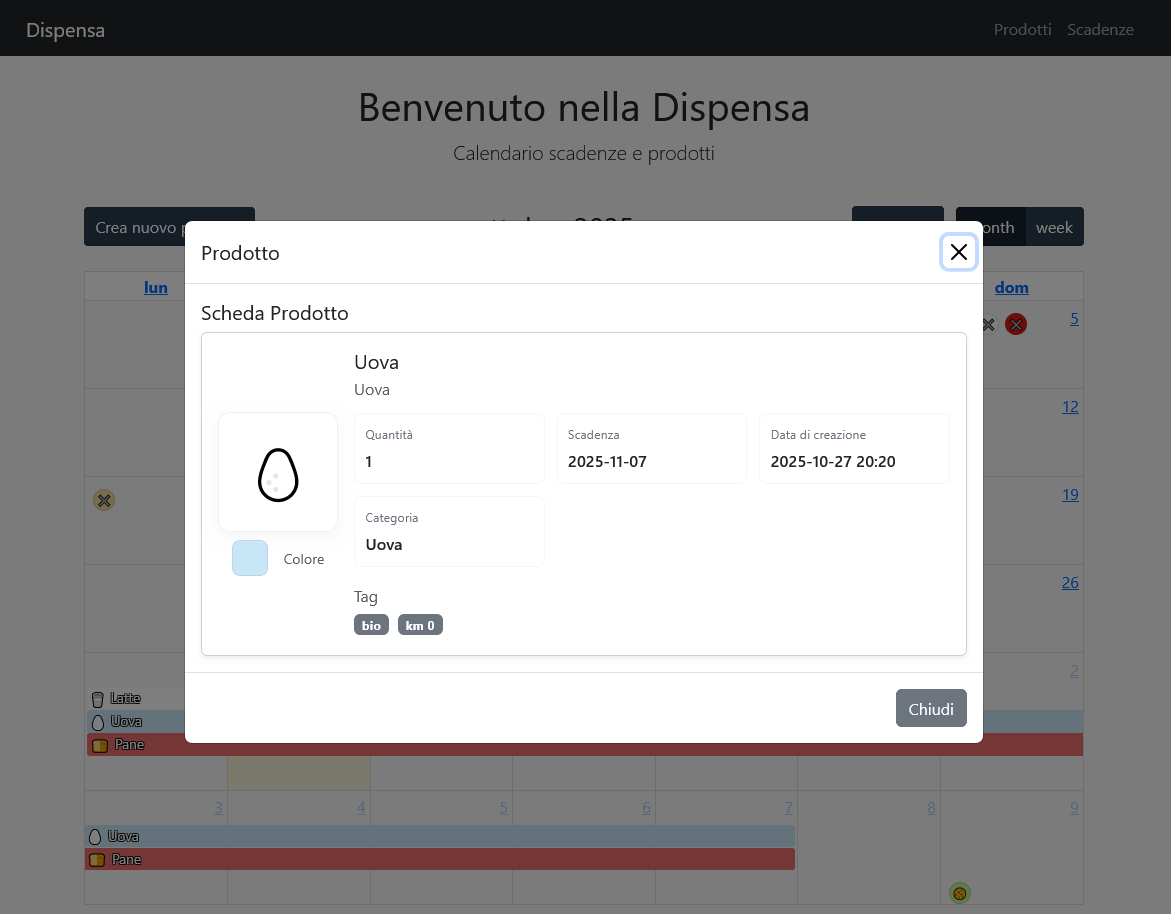 Dispensa
Prodotti Scadenze
Benvenuto nella Dispensa
Calendario scadenze e prodotti
Crea nuovo
2025
week
Prodotto
lun
dom
Scheda Prodotto
5
Uova
Uova
12
Quantità Scadenza Data di creazione
1 2025-11-07 2025-10-27 20:20
19
Categoria
Uova
Colore
26
Tag
bio km 0
2
Latte
Uova
Chiudi
Pane
3 4 5 6 7 8 9
Uova
Pane